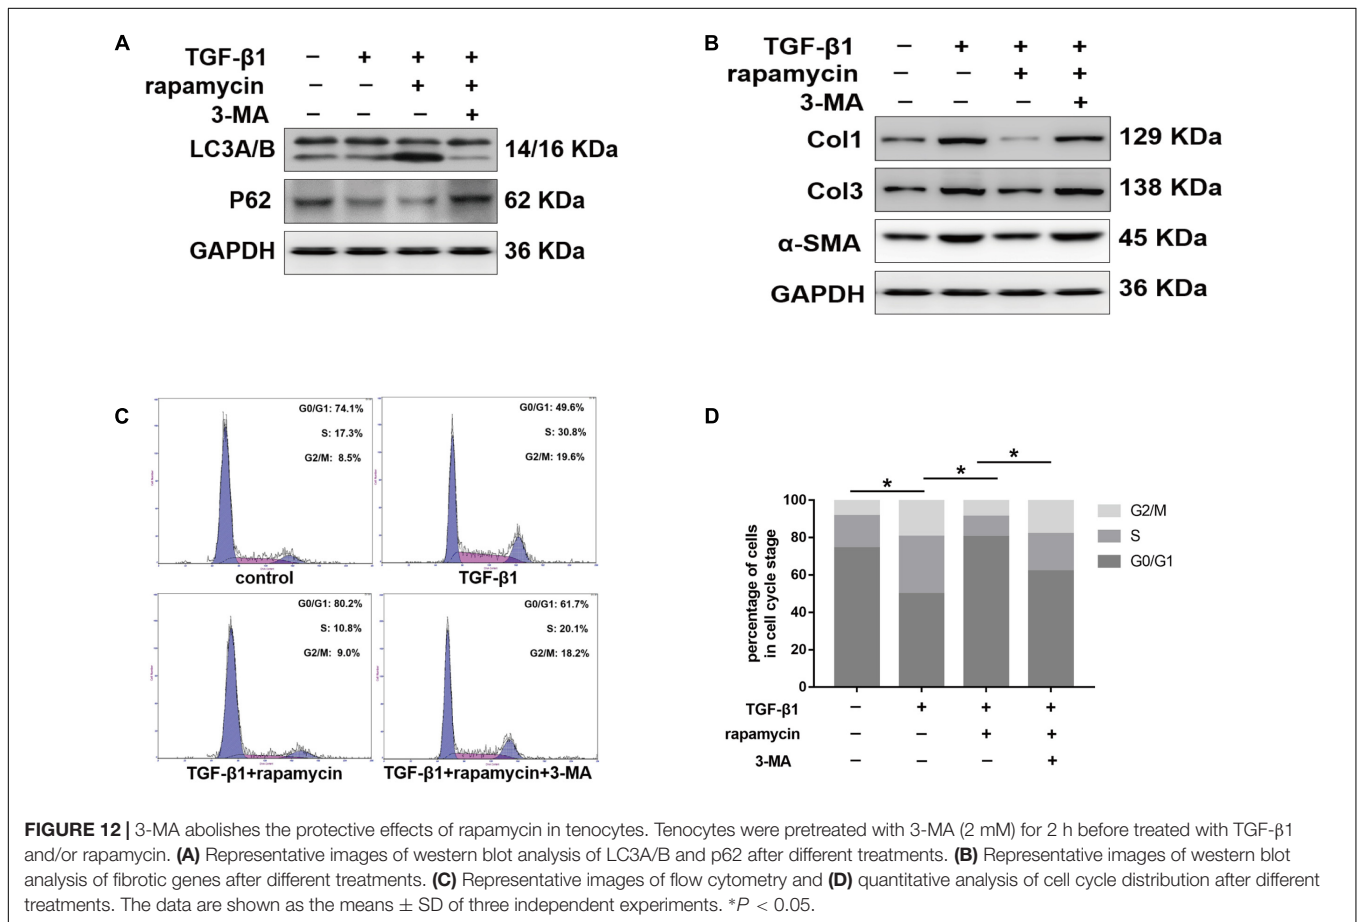 A
TGF-β1 – + + +
rapamycin – – + +
3-MA – – – +
LC3A/B 14/16 KDa
P62 62 KDa
GAPDH 36 KDa
B
TGF-β1 – + + +
rapamycin – – + +
3-MA – – – +
Col1 129 KDa
Col3 138 KDa
α-SMA 45 KDa
GAPDH 36 KDa
C
G0/G1: 74.1%
S: 17.3%
G2/M: 8.5%
control
G0/G1: 49.6%
S: 30.8%
G2/M: 19.6%
TGF-β1
G0/G1: 80.2%
S: 10.8%
G2/M: 9.0%
TGF-β1+rapamycin
G0/G1: 61.7%
S: 20.1%
G2/M: 18.2%
TGF-β1+rapamycin+3-MA
D
percentage of cells
in cell cycle stage
100
80
60
40
20
0
* * *
G2/M
S
G0/G1
TGF-β1 – + + +
rapamycin – – + +
3-MA – – – +
FIGURE 12 | 3-MA abolishes the protective effects of rapamycin in tenocytes. Tenocytes were pretreated with 3-MA (2 mM) for 2 h before treated with TGF-β1
and/or rapamycin. (A) Representative images of western blot analysis of LC3A/B and p62 after different treatments. (B) Representative images of western blot
analysis of fibrotic genes after different treatments. (C) Representative images of flow cytometry and (D) quantitative analysis of cell cycle distribution after different
treatments. The data are shown as the means ± SD of three independent experiments. *P < 0.05.